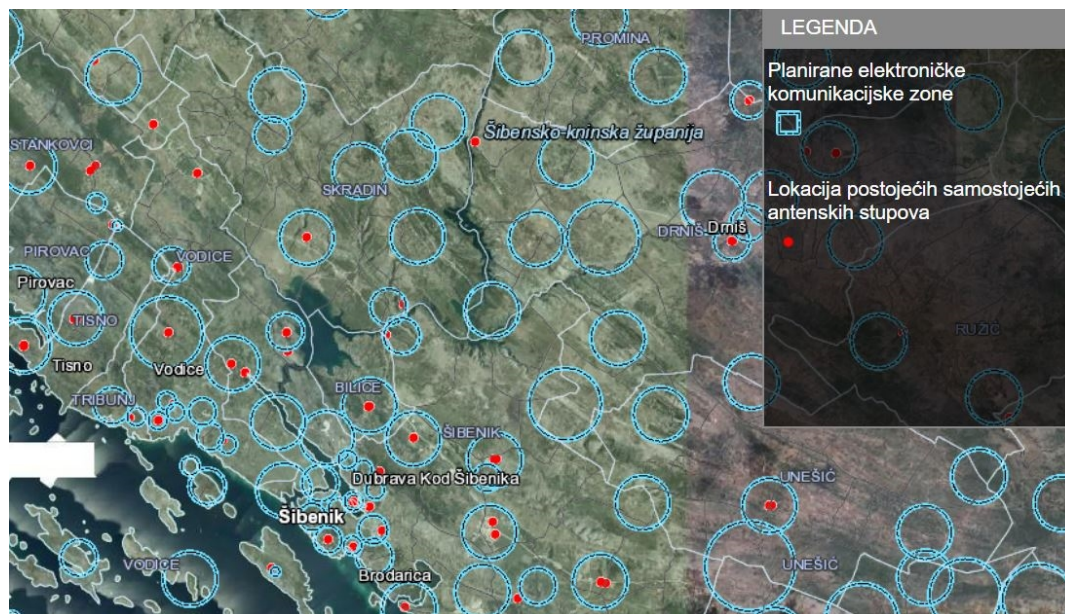 LEGENDA
PROMINA
Planirane elektroničke
komunikacijske zone
Šibensko-kninska županija
STANKOVCI
SKRADIN
Lokacija postojećih samostojećih
antenskih stupova
DRNIŠ
Drniš
PIROVAC
VODICE
Pirovac
TISNO
RUŽIĆ
Tisno
Vodice
BILICE
TRIBUNJ
ŠIBENIK
Dubrava Kod Šibenika
UNEŠIĆ
Šibenik
VODICE
UNEŠIĆ
Brodarica